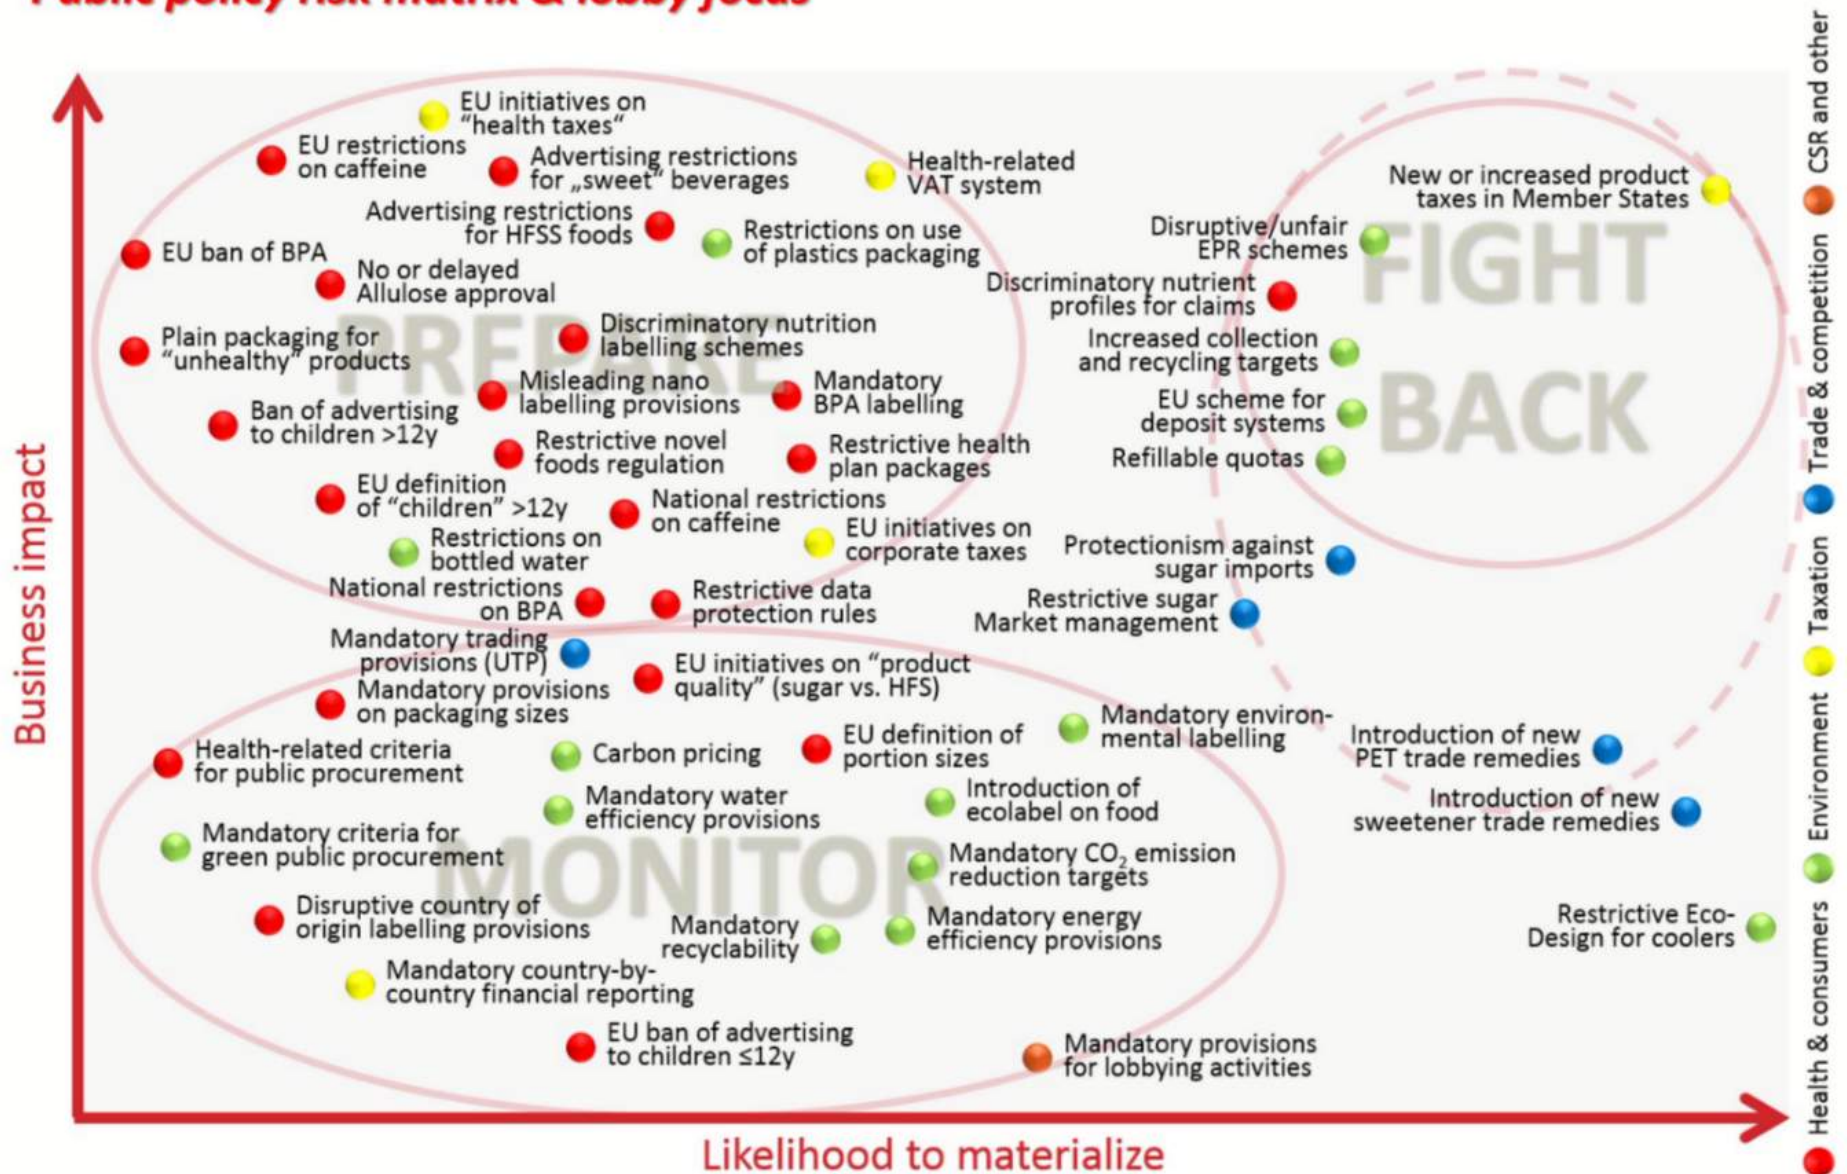 Public policy risk matrix & lobby focus
EU initiatives on
“health taxes“
EU restrictions
on caffeine
Advertising restrictions
for „sweet“ beverages
Health-related
VAT system
New or increased product
taxes in Member States
Advertising restrictions
for HFSS foods
Restrictions on use
of plastics packaging
Disruptive/unfair
EPR schemes
EU ban of BPA
No or delayed
Allulose approval
Discriminatory nutrient
profiles for claims
FIGHT
BACK
PREPARE
Plain packaging for
“unhealthy” products
Discriminatory nutrition
labelling schemes
Increased collection
and recycling targets
Misleading nano
labelling provisions
Mandatory
BPA labelling
EU scheme for
deposit systems
Ban of advertising
to children >12y
Restrictive novel
foods regulation
Restrictive health
plan packages
Refillable quotas
EU definition
of “children” >12y
National restrictions
on caffeine
EU initiatives on
corporate taxes
Restrictions on
bottled water
Protectionism against
sugar imports
National restrictions
on BPA
Restrictive data
protection rules
Restrictive sugar
Market management
Mandatory trading
provisions (UTP)
EU initiatives on “product
quality” (sugar vs. HFS)
Mandatory provisions
on packaging sizes
Mandatory environ-
mental labelling
Health-related criteria
for public procurement
Carbon pricing
EU definition of
portion sizes
Introduction of new
PET trade remedies
Mandatory water
efficiency provisions
Introduction of
ecolabel on food
Introduction of new
sweetener trade remedies
Mandatory criteria for
green public procurement
MONITOR
Mandatory CO₂ emission
reduction targets
Disruptive country of
origin labelling provisions
Mandatory
recyclability
Mandatory energy
efficiency provisions
Restrictive Eco-
Design for coolers
Mandatory country-by-
country financial reporting
EU ban of advertising
to children ≤12y
Mandatory provisions
for lobbying activities
Business impact
Likelihood to materialize
Health & consumers
Environment
Taxation
Trade & competition
CSR and other